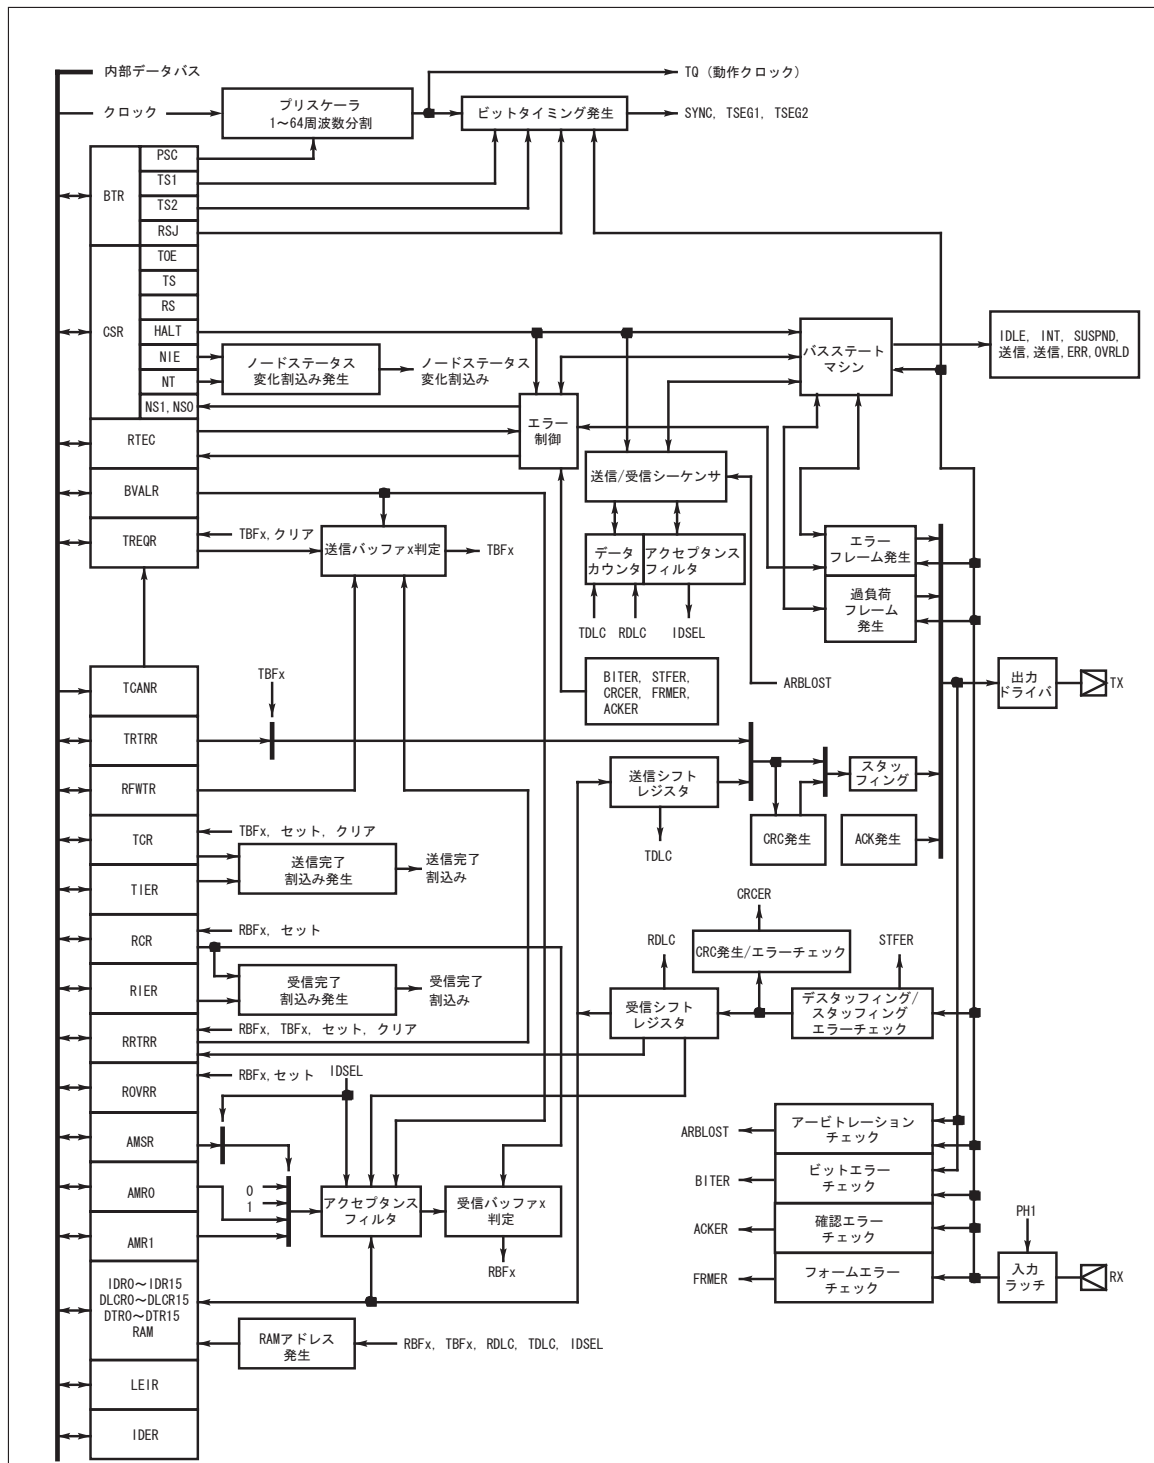 内部データバス
クロック
プリスケーラ
1～64周波数分割
TQ (動作クロック)
ビットタイミング発生
SYNC, TSEG1, TSEG2
BTR
PSC
TS1
TS2
RSJ
CSR
TOE
TS
RS
HALT
NIE
NT
NS1, NS0
ノードステータス
変化割込み発生
ノードステータス
変化割込み
バスステート
マシン
IDLE, INT, SUSPND,
送信, 送信, ERR, OVRLD
エラー
制御
RTEC
送信/受信シーケンサ
BVALR
TREQR
TBFx, クリア
送信バッファx判定
TBFx
データ
カウンタ
アクセプタンス
フィルタ
エラー
フレーム発生
過負荷
フレーム
発生
TDLC
RDLC
IDSEL
BITER, STFER,
CRCER, FRMER,
ACKER
ARBLOST
出力
ドライバ
TX
TCANR
TBFx
TRTRR
RFWTR
送信シフト
レジスタ
スタッ
フィング
CRC発生
ACK発生
TDLC
TCR
TBFx, セット, クリア
送信完了
割込み発生
送信完了
割込み
TIER
RCR
RBFx, セット
CRCER
RDLC
CRC発生/エラーチェック
STFER
RIER
受信完了
割込み発生
受信完了
割込み
受信シフト
レジスタ
デスタッフィング/
スタッフィング
エラーチェック
RRTRR
RBFx, TBFx, セット, クリア
ROVRR
RBFx, セット
IDSEL
AMSR
AMR0
AMR1
0
1
アクセプタンス
フィルタ
受信バッファx
判定
RBFx
ARBLOST
アービトレーション
チェック
BITER
ビットエラー
チェック
ACKER
確認エラー
チェック
FRMER
フォームエラー
チェック
PH1
入力
ラッチ
RX
IDR0～IDR15
DLCR0～DLCR15
DTR0～DTR15
RAM
RAMアドレス
発生
RBFx, TBFx, RDLC, TDLC, IDSEL
LEIR
IDER